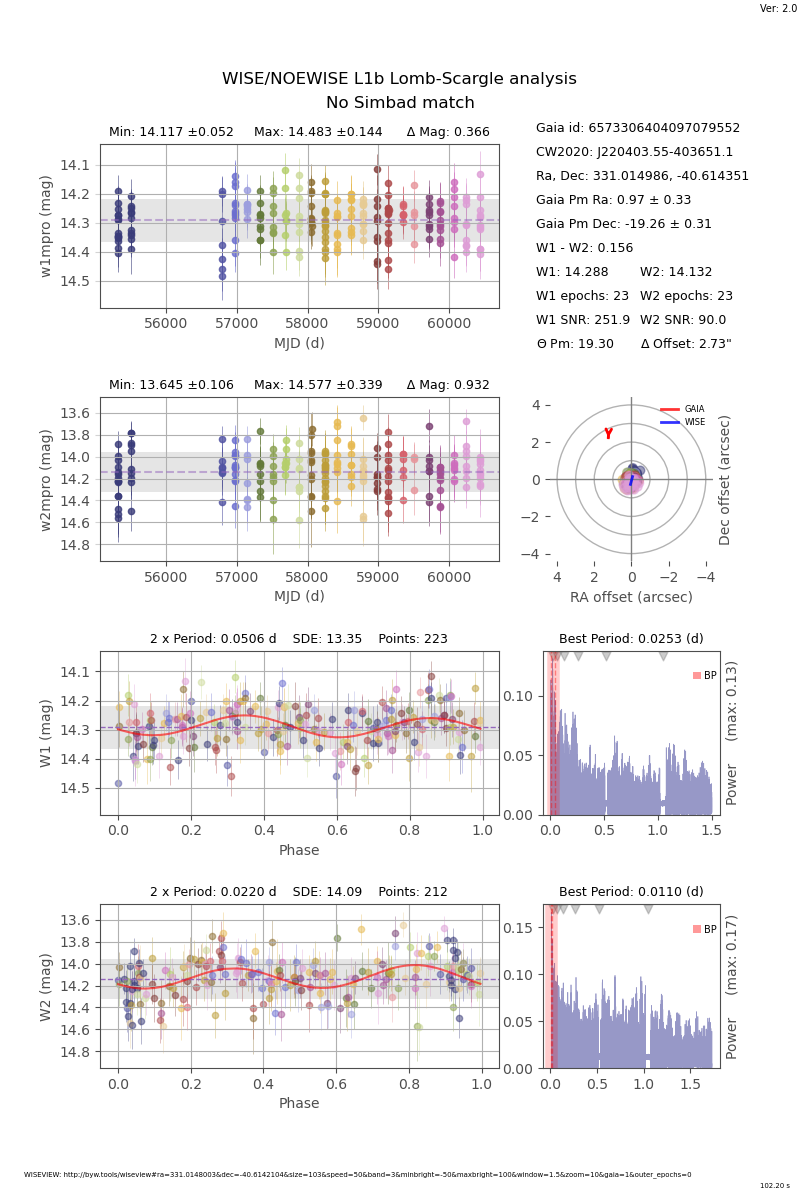 Ver: 2.0
WISE/NOEWISE L1b Lomb-Scargle analysis
No Simbad match
Min: 14.117 ±0.052 Max: 14.483 ±0.144 Δ Mag: 0.366
14.1
14.2
14.3
14.4
14.5
w1mpro (mag)
56000 57000 58000 59000 60000
MJD (d)
Gaia id: 6573306404097079552
CW2020: J220403.55-403651.1
Ra, Dec: 331.014986, -40.614351
Gaia Pm Ra: 0.97 ± 0.33
Gaia Pm Dec: -19.26 ± 0.31
W1 - W2: 0.156
W1: 14.288 W2: 14.132
W1 epochs: 23 W2 epochs: 23
W1 SNR: 251.9 W2 SNR: 90.0
Θ Pm: 19.30 Δ Offset: 2.73"
Min: 13.645 ±0.106 Max: 14.577 ±0.339 Δ Mag: 0.932
13.6
13.8
14.0
14.2
14.4
14.6
14.8
w2mpro (mag)
56000 57000 58000 59000 60000
MJD (d)
GAIA
WISE
4
2
0
−2
−4
4 2 0 −2 −4
RA offset (arcsec)
Dec offset (arcsec)
2 x Period: 0.0506 d SDE: 13.35 Points: 223
14.1
14.2
14.3
14.4
14.5
W1 (mag)
0.0 0.2 0.4 0.6 0.8 1.0
Phase
Best Period: 0.0253 (d)
BP
0.10
0.05
0.00
0.0 0.5 1.0 1.5
Power (max: 0.13)
2 x Period: 0.0220 d SDE: 14.09 Points: 212
13.6
13.8
14.0
14.2
14.4
14.6
14.8
W2 (mag)
0.0 0.2 0.4 0.6 0.8 1.0
Phase
Best Period: 0.0110 (d)
BP
0.15
0.10
0.05
0.00
0.0 0.5 1.0 1.5
Power (max: 0.17)
WISEVIEW: http://byw.tools/wiseview#ra=331.0148003&dec=-40.6142104&size=103&speed=50&band=3&minbright=-50&maxbright=100&window=1.5&zoom=10&gaia=1&outer_epochs=0
102.20 s